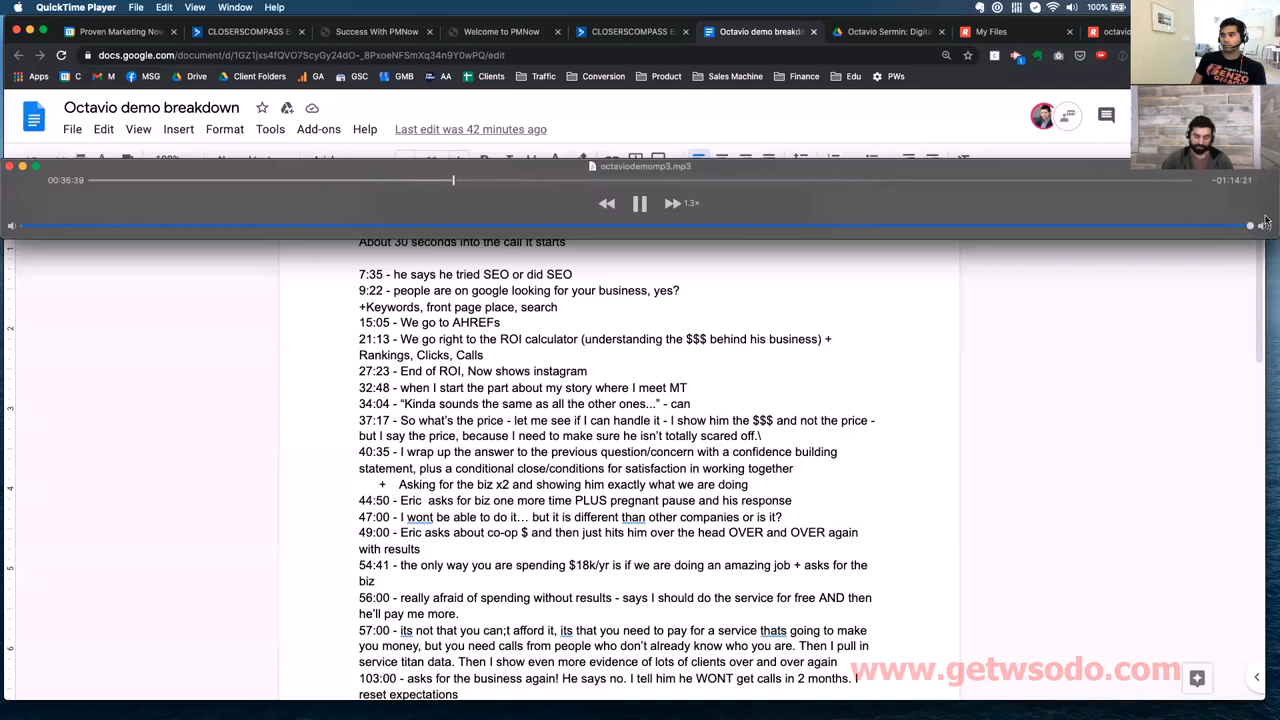 QuickTime Player File Edit View Window Help 100%
Proven Marketing Now CLOSERSCOMPASS E Success With PMNow Welcome to PMNow CLOSERSCOMPASS E Octavio demo breakd Octavio Sermin: Digita My Files octavi
docs.google.com/document/d/1GZ1jxs4fQVO7ScyGy24dO-_8PxoeNFSmXq34n9Y0wPQ/edit
Apps C M MSG Drive Client Folders GA GSC GMB AA Clients Traffic Conversion Product Sales Machine Finance Edu PWs
Octavio demo breakdown
File Edit View Insert Format Tools Add-ons Help Last edit was 42 minutes ago
octaviodemomp3.mp3
00:36:39 -01:14:21
1.3×
About 30 seconds into the call it starts
7:35 - he says he tried SEO or did SEO
9:22 - people are on google looking for your business, yes?
+Keywords, front page place, search
15:05 - We go to AHREFs
21:13 - We go right to the ROI calculator (understanding the $$$ behind his business) +
Rankings, Clicks, Calls
27:23 - End of ROI, Now shows instagram
32:48 - when I start the part about my story where I meet MT
34:04 - “Kinda sounds the same as all the other ones...” - can
37:17 - So what’s the price - let me see if I can handle it - I show him the $$$ and not the price -
but I say the price, because I need to make sure he isn’t totally scared off.\
40:35 - I wrap up the answer to the previous question/concern with a confidence building
statement, plus a conditional close/conditions for satisfaction in working together
+ Asking for the biz x2 and showing him exactly what we are doing
44:50 - Eric asks for biz one more time PLUS pregnant pause and his response
47:00 - I wont be able to do it… but it is different than other companies or is it?
49:00 - Eric asks about co-op $ and then just hits him over the head OVER and OVER again
with results
54:41 - the only way you are spending $18k/yr is if we are doing an amazing job + asks for the
biz
56:00 - really afraid of spending without results - says I should do the service for free AND then
he’ll pay me more.
57:00 - its not that you can;t afford it, its that you need to pay for a service thats going to make
you money, but you need calls from people who don’t already know who you are. Then I pull in
service titan data. Then I show even more evidence of lots of clients over and over again
103:00 - asks for the business again! He says no. I tell him he WONT get calls in 2 months. I
reset expectations
www.getwsodo.com